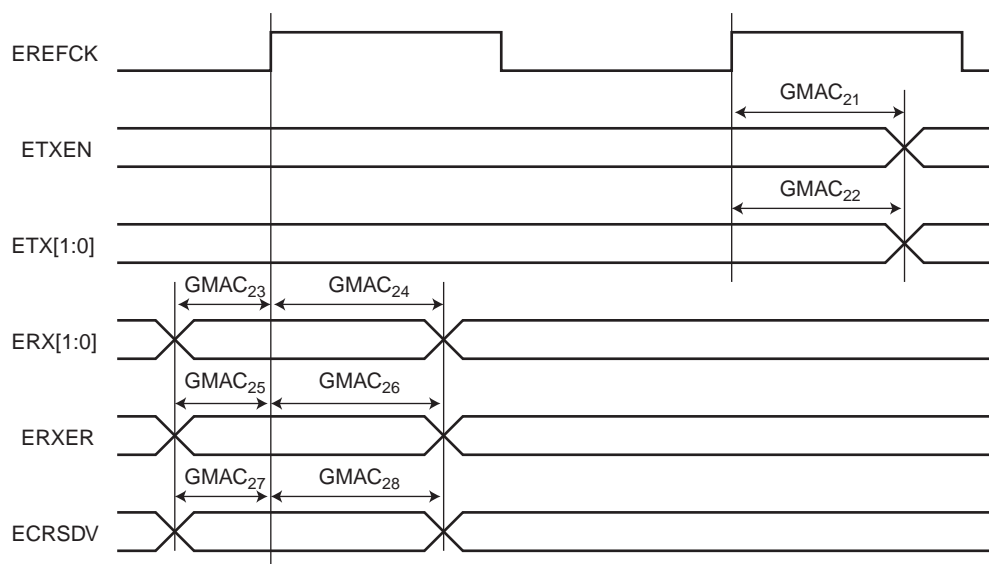 EREFCK
GMAC21
ETXEN
GMAC22
ETX[1:0]
GMAC23 GMAC24
ERX[1:0]
GMAC25 GMAC26
ERXER
GMAC27 GMAC28
ECRSDV